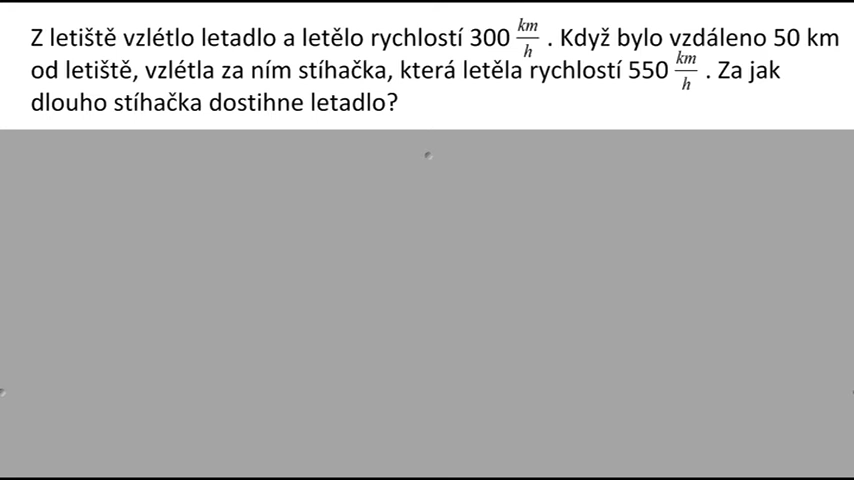 Z letiště vzlétlo letadlo a letělo rychlostí 300 km/h . Když bylo vzdáleno 50 km
od letiště, vzlétla za ním stíhačka, která letěla rychlostí 550 km/h . Za jak
dlouho stíhačka dostihne letadlo?